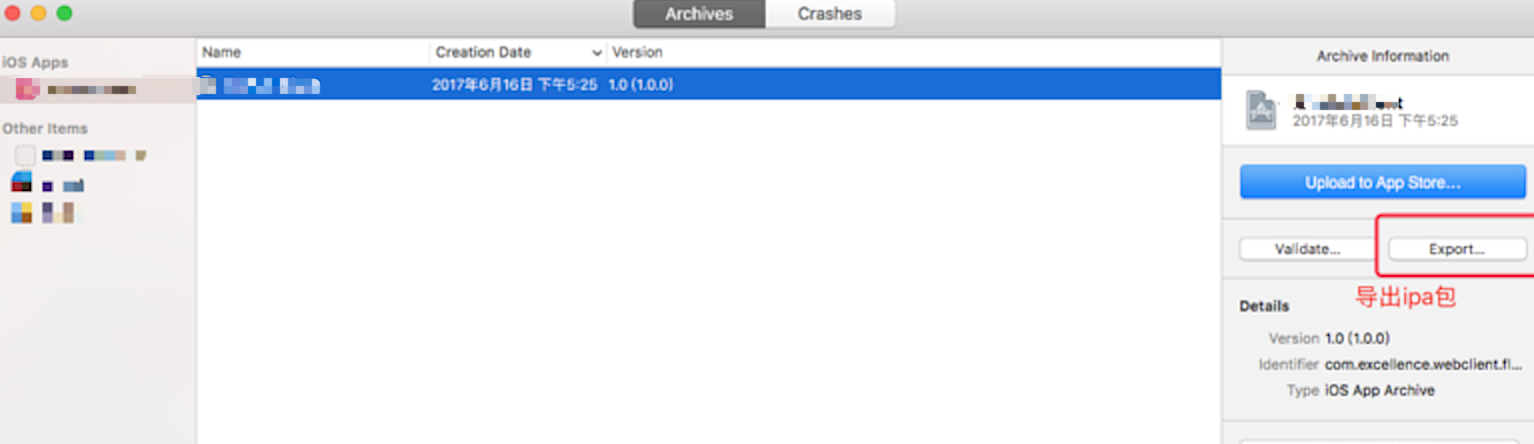 Archives Crashes
iOS Apps
Name Creation Date Version
Archive Information
2017年6月16日 下午5:25 1.0 (1.0.0)
2017年6月16日 下午5:25
Other Items
Upload to App Store...
Validate... Export...
导出ipa包
Details
Version 1.0 (1.0.0)
Identifier com.excellence.webclient.fl...
Type iOS App Archive